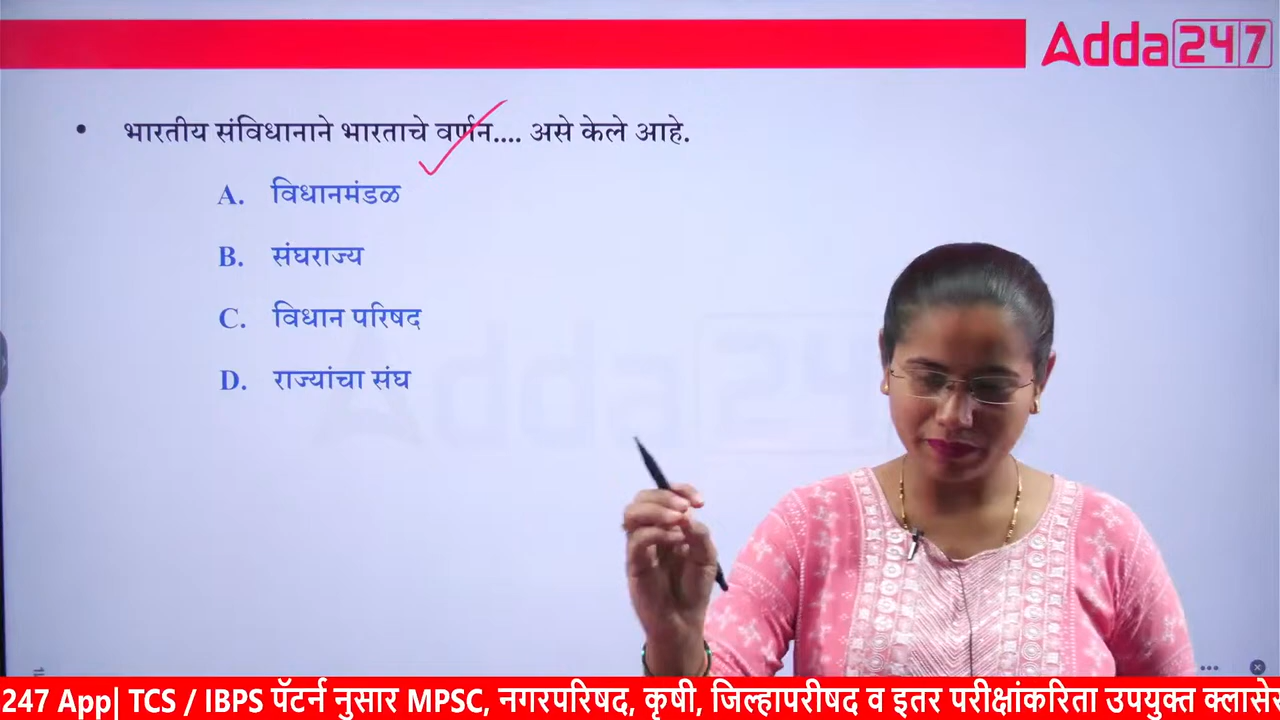 Adda247
• भारतीय संविधानाने भारताचे वर्णन.... असे केले आहे.
A. विधानमंडळ
B. संघराज्य
C. विधान परिषद
D. राज्यांचा संघ
247 App| TCS / IBPS पॅटर्न नुसार MPSC, नगरपरिषद, कृषी, जिल्हापरीषद व इतर परीक्षांकरिता उपयुक्त क्लासेस